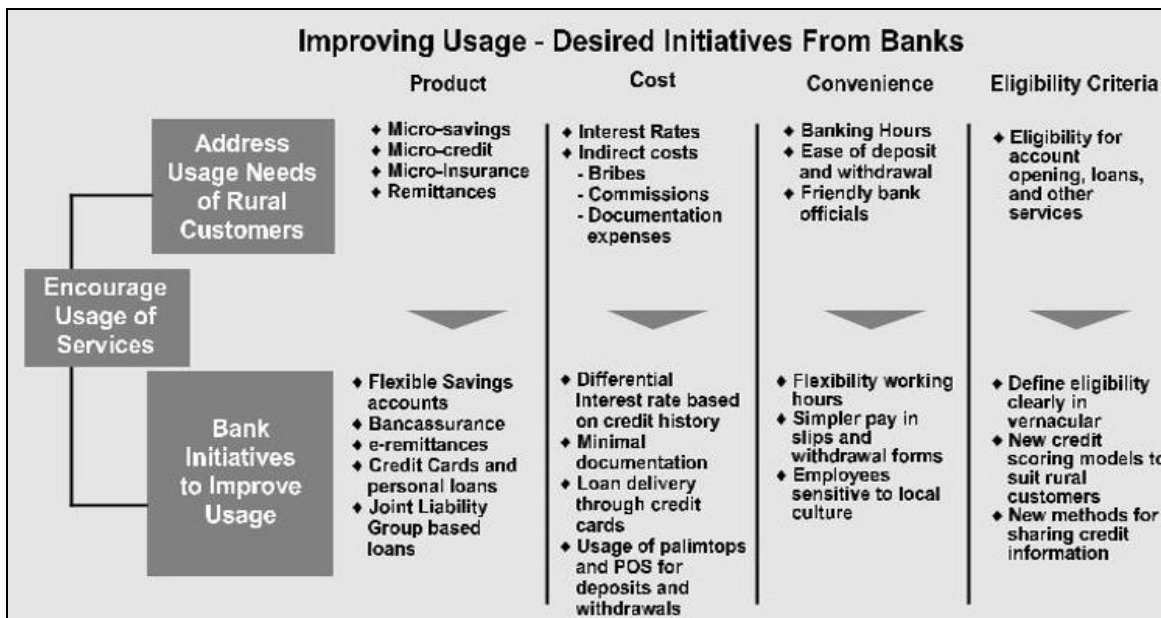 Improving Usage - Desired Initiatives From Banks
Product
Cost
Convenience
Eligibility Criteria
Address
Usage Needs
of Rural
Customers
♦ Micro-savings
♦ Micro-credit
♦ Micro-Insurance
♦ Remittances
♦ Interest Rates
♦ Indirect costs
- Bribes
- Commissions
- Documentation
expenses
♦ Banking Hours
♦ Ease of deposit
and withdrawal
♦ Friendly bank
officials
♦ Eligibility for
account
opening, loans,
and other
services
Encourage
Usage of
Services
Bank
Initiatives
to Improve
Usage
♦ Flexible Savings
accounts
♦ Bancassurance
♦ e-remittances
♦ Credit Cards and
personal loans
♦ Joint Liability
Group based
loans
♦ Differential
Interest rate based
on credit history
♦ Minimal
documentation
♦ Loan delivery
through credit
cards
♦ Usage of palimtops
and POS for
deposits and
withdrawals
♦ Flexibility working
hours
♦ Simpler pay in
slips and
withdrawal forms
♦ Employees
sensitive to local
culture
♦ Define eligibility
clearly in
vernacular
♦ New credit
scoring models to
suit rural
customers
♦ New methods for
sharing credit
information